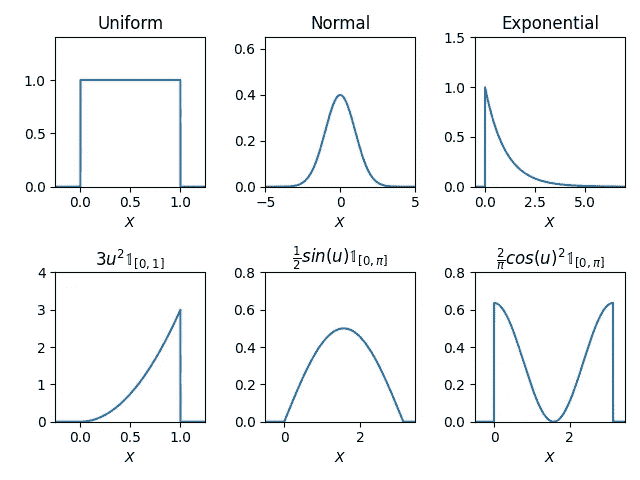 Uniform Normal Exponential
1.0 0.5 0.0
0.0 0.5 1.0
X
0.6 0.4 0.2 0.0
−5 0 5
X
1.5 1.0 0.5 0.0
0.0 2.5 5.0
X
3u²𝟙[0, 1]
4 3 2 1 0
0.0 0.5 1.0
X
½sin(u)𝟙[0, π]
0.8 0.6 0.4 0.2 0.0
0 2
X
2/π cos(u)²𝟙[0, π]
0.8 0.6 0.4 0.2 0.0
0 2
X